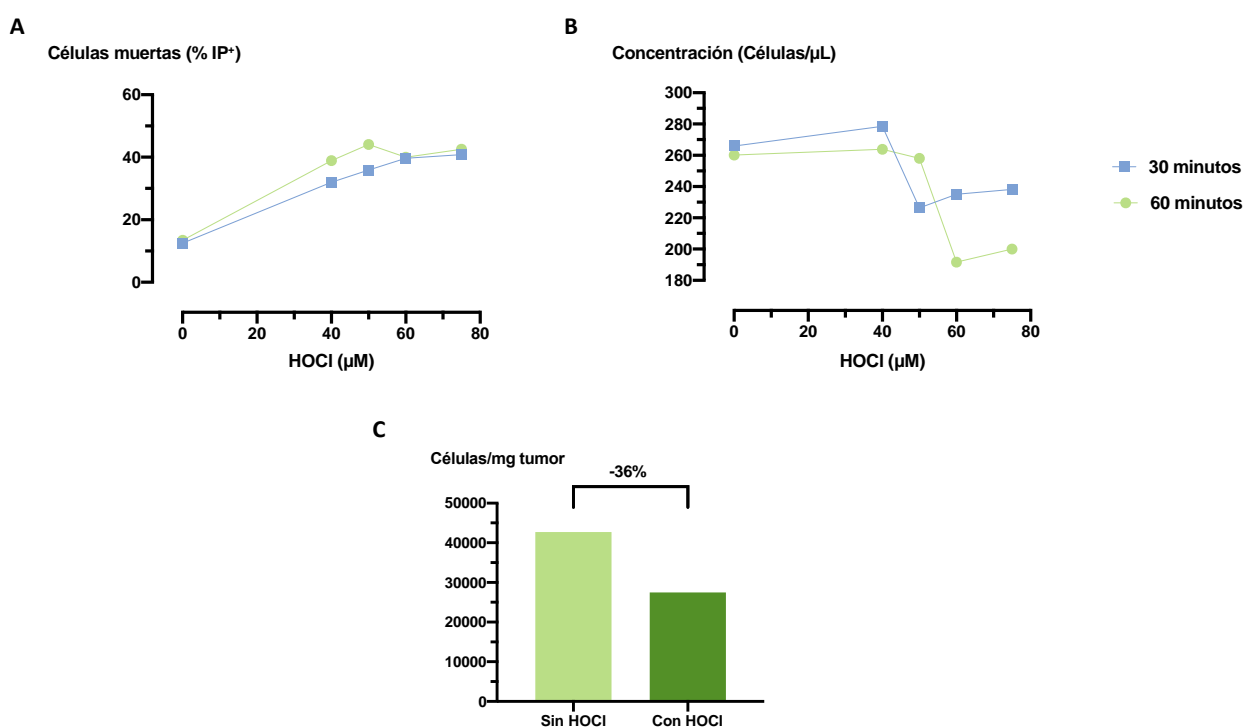 A
Células muertas (% IP⁺)
60
40
20
0
0 20 40 60 80
HOCl (µM)
B
Concentración (Células/µL)
300
280
260
240
220
200
180
0 20 40 60 80
HOCl (µM)
30 minutos
60 minutos
C
Células/mg tumor
-36%
50000
40000
30000
20000
10000
0
Sin HOCl Con HOCl